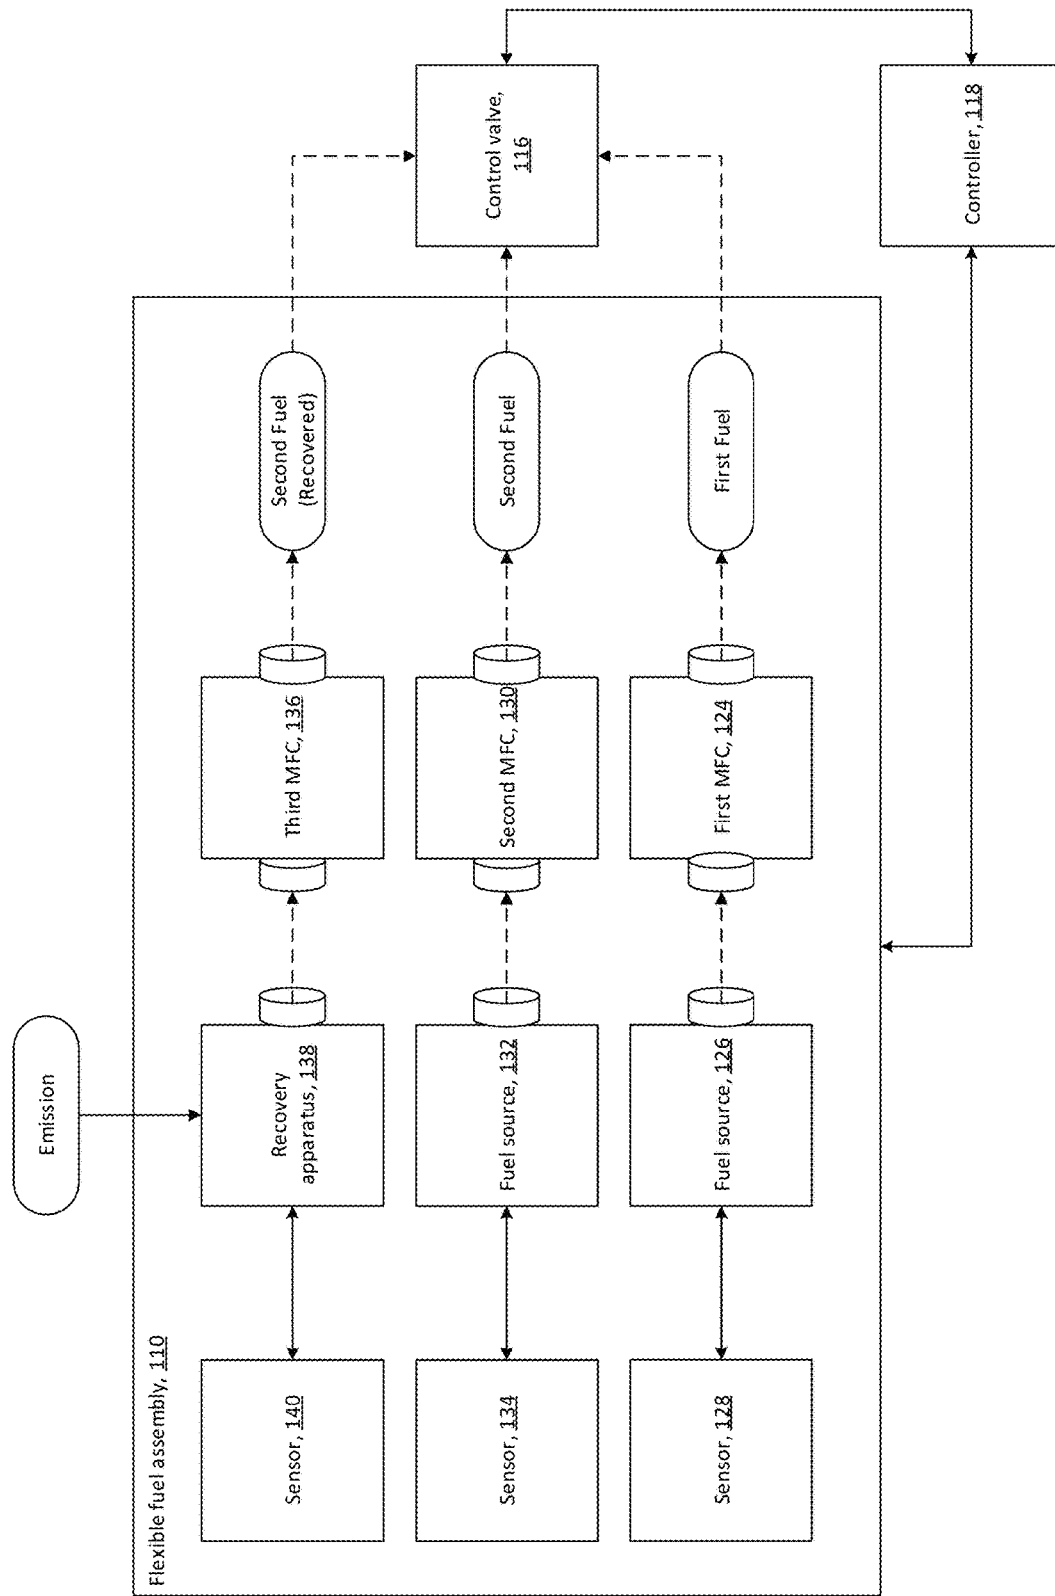 Emission
Flexible fuel assembly, 110
Sensor, 140
Recovery
apparatus, 138
Third MFC, 136
Second Fuel
(Recovered)
Sensor, 134
Fuel source, 132
Second MFC, 130
Second Fuel
Control valve,
116
Sensor, 128
Fuel source, 126
First MFC, 124
First Fuel
Controller, 118